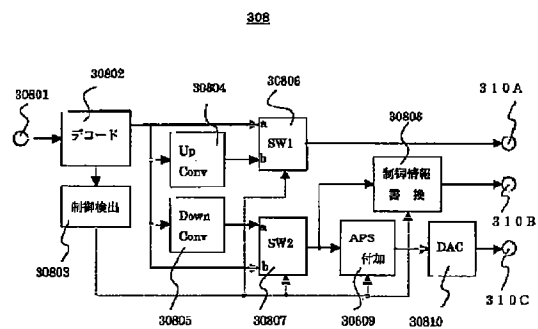 308
30801
30802
30804
30806
310A
デコード
a
b
SW1
Up
Conv
30808
制御情報
置換
310B
制御検出
Down
Conv
a
b
SW2
APS
付加
DAC
310C
30803
30805
30807
30809
30810